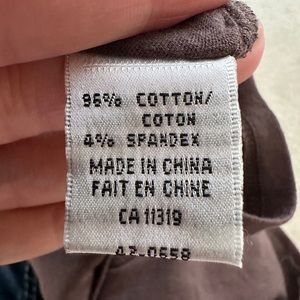 96% COTTON/
COTON
4% SPANDEX
MADE IN CHINA
FAIT EN CHINE
CA 11319